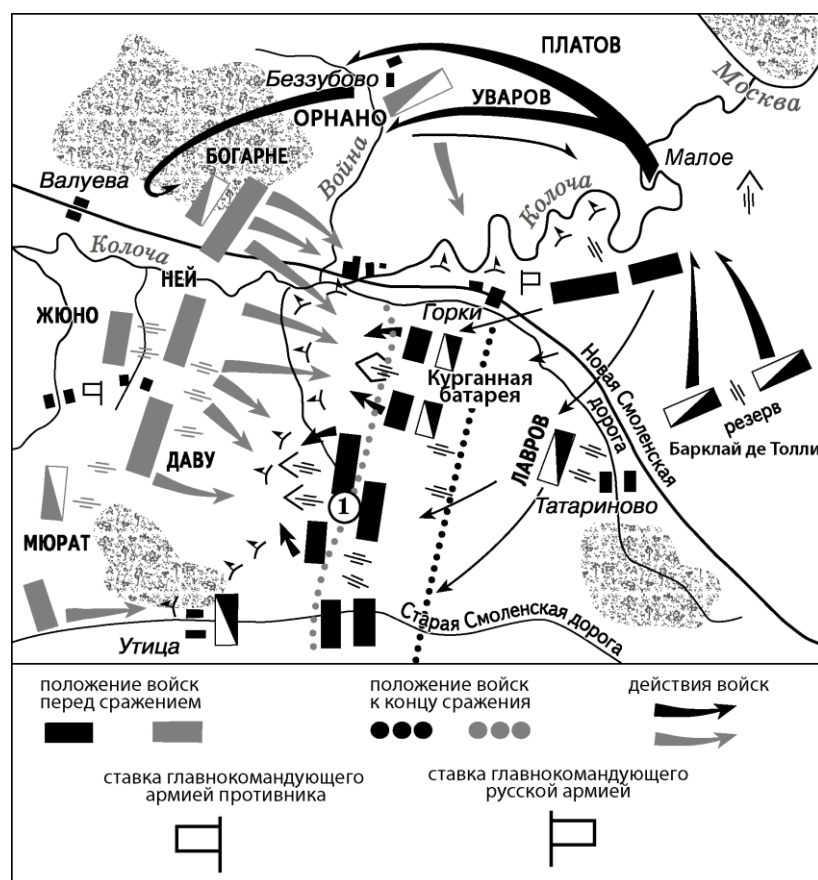 ПЛАТОВ
Москва
Беззубово
УВАРОВ
ОРНАНО
БОГАРНЕ
Война
Малое
Валуева
Колоча
Колоча
НЕЙ
ЖЮНО
Горки
Курганная
батарея
Новая Смоленская
дорога
резерв
Барклай де Толли
ЛАВРОВ
ДАВУ
Татариново
1
МЮРАТ
Старая Смоленская дорога
Утица
положение войск
перед сражением
положение войск
к концу сражения
действия войск
ставка главнокомандующего
армией противника
ставка главнокомандующего
русской армией